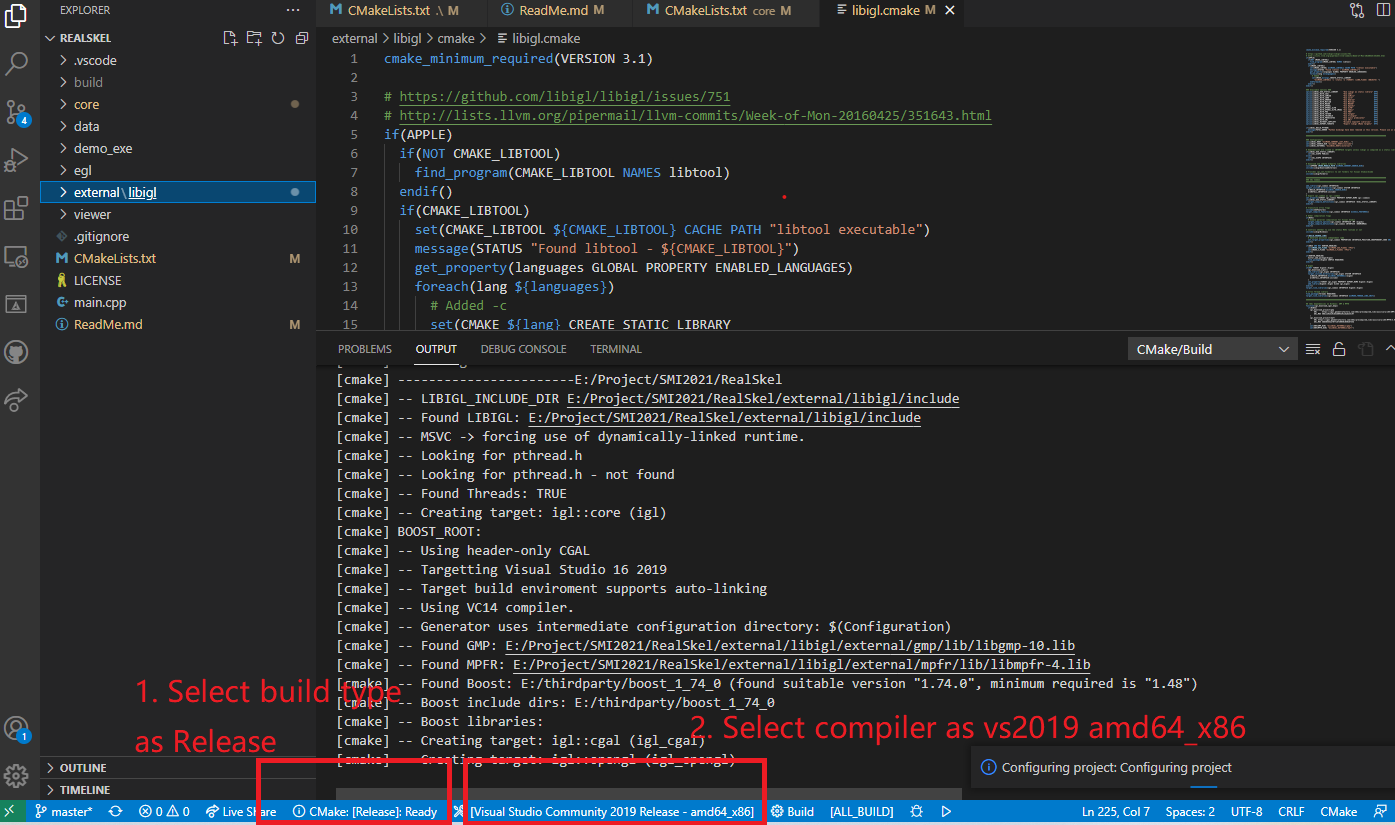 EXPLORER
REALSKEL
.vscode
build
core
data
demo_exe
egl
external\libigl
viewer
.gitignore
CMakeLists.txt M
LICENSE
main.cpp
ReadMe.md M
OUTLINE
TIMELINE
4
1
CMakeLists.txt .\ M
ReadMe.md M
CMakeLists.txt core M
libigl.cmake M
external > libigl > cmake > libigl.cmake
1 cmake_minimum_required(VERSION 3.1)
2
3 # https://github.com/libigl/libigl/issues/751
4 # http://lists.llvm.org/pipermail/llvm-commits/Week-of-Mon-20160425/351643.html
5 if(APPLE)
6 if(NOT CMAKE_LIBTOOL)
7 find_program(CMAKE_LIBTOOL NAMES libtool)
8 endif()
9 if(CMAKE_LIBTOOL)
10 set(CMAKE_LIBTOOL ${CMAKE_LIBTOOL} CACHE PATH "libtool executable")
11 message(STATUS "Found libtool - ${CMAKE_LIBTOOL}")
12 get_property(languages GLOBAL PROPERTY ENABLED_LANGUAGES)
13 foreach(lang ${languages})
14 # Added -c
15 set(CMAKE_${lang}_CREATE_STATIC_LIBRARY
PROBLEMS OUTPUT DEBUG CONSOLE TERMINAL
CMake/Build
[cmake] -----------------------E:/Project/SMI2021/RealSkel
[cmake] -- LIBIGL_INCLUDE_DIR E:/Project/SMI2021/RealSkel/external/libigl/include
[cmake] -- Found LIBIGL: E:/Project/SMI2021/RealSkel/external/libigl/include
[cmake] -- MSVC -> forcing use of dynamically-linked runtime.
[cmake] -- Looking for pthread.h
[cmake] -- Looking for pthread.h - not found
[cmake] -- Found Threads: TRUE
[cmake] -- Creating target: igl::core (igl)
[cmake] BOOST_ROOT:
[cmake] -- Using header-only CGAL
[cmake] -- Targetting Visual Studio 16 2019
[cmake] -- Target build enviroment supports auto-linking
[cmake] -- Using VC14 compiler.
[cmake] -- Generator uses intermediate configuration directory: $(Configuration)
[cmake] -- Found GMP: E:/Project/SMI2021/RealSkel/external/libigl/external/gmp/lib/libgmp-10.lib
[cmake] -- Found MPFR: E:/Project/SMI2021/RealSkel/external/libigl/external/mpfr/lib/libmpfr-4.lib
[cmake] -- Found Boost: E:/thirdparty/boost_1_74_0 (found suitable version "1.74.0", minimum required is "1.48")
[cmake] -- Boost include dirs: E:/thirdparty/boost_1_74_0
[cmake] -- Boost libraries:
[cmake] -- Creating target: igl::cgal (igl_cgal)
[cmake] -- Creating target: igl::opengl (igl_opengl)
1. Select build type
as Release
2. Select compiler as vs2019 amd64_x86
Configuring project: Configuring project
master* 0 0 Live Share CMake: [Release]: Ready [Visual Studio Community 2019 Release - amd64_x86] Build [ALL_BUILD] Ln 225, Col 7 Spaces: 2 UTF-8 CRLF CMake